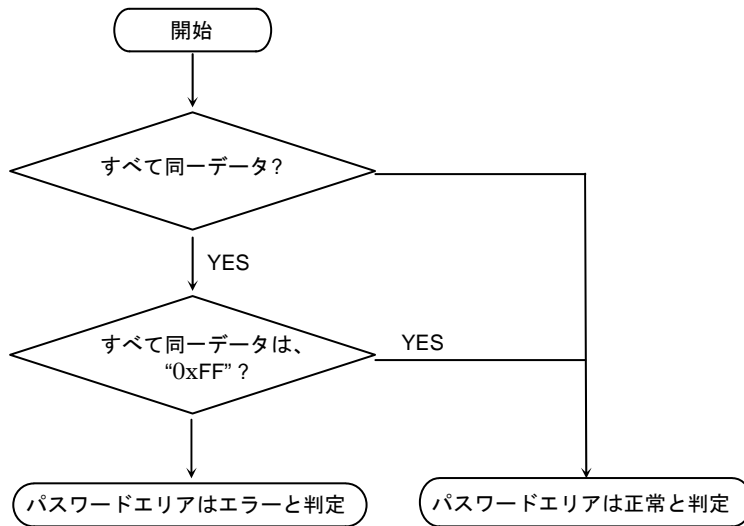 開始
すべて同一データ?
YES
すべて同一データは、
“0xFF” ?
YES
パスワードエリアはエラーと判定
パスワードエリアは正常と判定